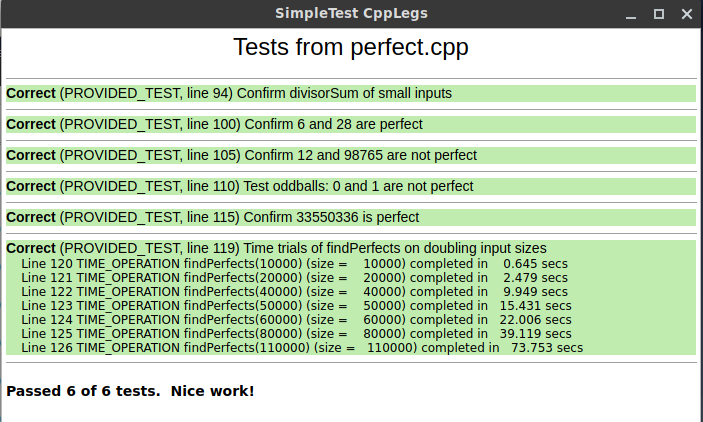 SimpleTest CppLegs
Tests from perfect.cpp
Correct (PROVIDED_TEST, line 94) Confirm divisorSum of small inputs
Correct (PROVIDED_TEST, line 100) Confirm 6 and 28 are perfect
Correct (PROVIDED_TEST, line 105) Confirm 12 and 98765 are not perfect
Correct (PROVIDED_TEST, line 110) Test oddballs: 0 and 1 are not perfect
Correct (PROVIDED_TEST, line 115) Confirm 33550336 is perfect
Correct (PROVIDED_TEST, line 119) Time trials of findPerfects on doubling input sizes
Line 120 TIME_OPERATION findPerfects(10000) (size = 10000) completed in 0.645 secs
Line 121 TIME_OPERATION findPerfects(20000) (size = 20000) completed in 2.479 secs
Line 122 TIME_OPERATION findPerfects(40000) (size = 40000) completed in 9.949 secs
Line 123 TIME_OPERATION findPerfects(50000) (size = 50000) completed in 15.431 secs
Line 124 TIME_OPERATION findPerfects(60000) (size = 60000) completed in 22.006 secs
Line 125 TIME_OPERATION findPerfects(80000) (size = 80000) completed in 39.119 secs
Line 126 TIME_OPERATION findPerfects(110000) (size = 110000) completed in 73.753 secs
Passed 6 of 6 tests. Nice work!